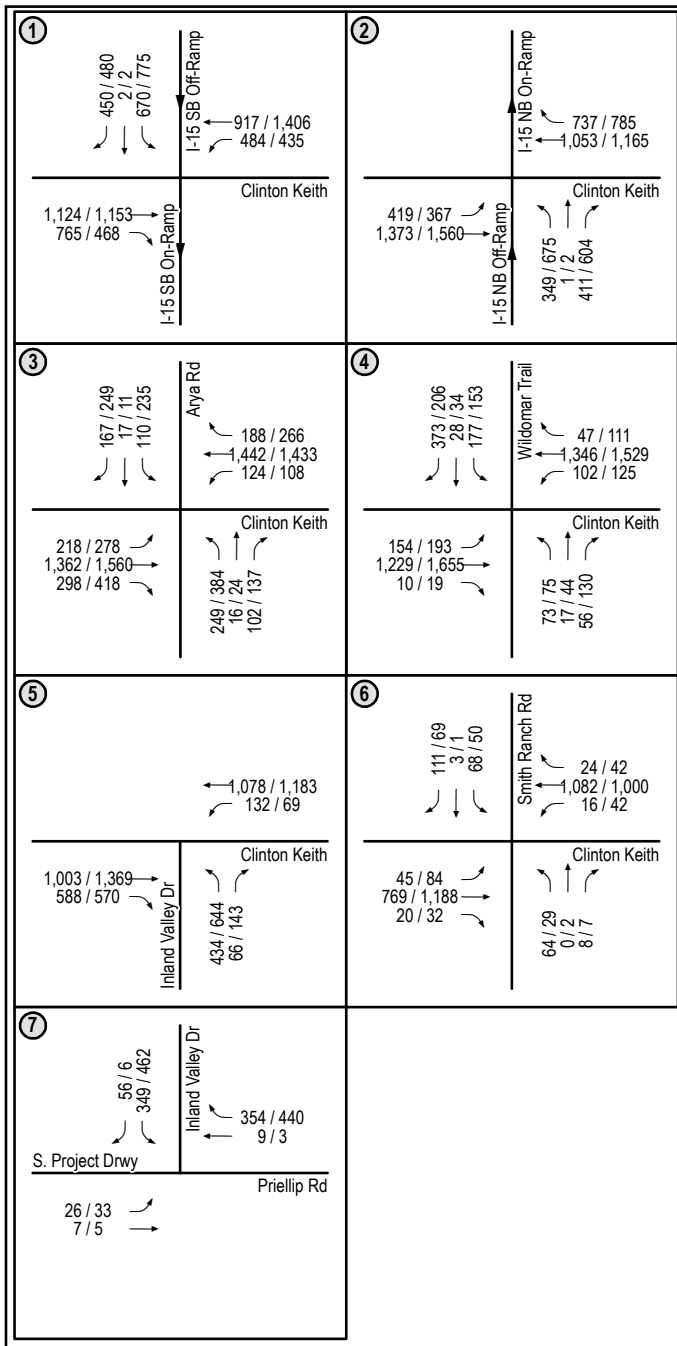 1
450 / 480
2 / 2
670 / 775
I-15 SB Off-Ramp
917 / 1,406
484 / 435
Clinton Keith
1,124 / 1,153
765 / 468
I-15 SB On-Ramp
2
I-15 NB On-Ramp
737 / 785
1,053 / 1,165
Clinton Keith
419 / 367
1,373 / 1,560
I-15 NB Off-Ramp
349 / 675
1 / 2
411 / 604
3
167 / 249
17 / 11
110 / 235
Arya Rd
188 / 266
1,442 / 1,433
124 / 108
Clinton Keith
218 / 278
1,362 / 1,560
298 / 418
249 / 384
16 / 24
102 / 137
4
373 / 206
28 / 34
177 / 153
Wildomar Trail
47 / 111
1,346 / 1,529
102 / 125
Clinton Keith
154 / 193
1,229 / 1,655
10 / 19
73 / 75
17 / 44
56 / 130
5
1,078 / 1,183
132 / 69
Clinton Keith
1,003 / 1,369
588 / 570
Inland Valley Dr
434 / 644
66 / 143
6
111 / 69
3 / 1
68 / 50
Smith Ranch Rd
24 / 42
1,082 / 1,000
16 / 42
Clinton Keith
45 / 84
769 / 1,188
20 / 32
64 / 29
0 / 2
8 / 7
7
56 / 6
349 / 462
Inland Valley Dr
354 / 440
9 / 3
S. Project Drwy
Priellip Rd
26 / 33
7 / 5